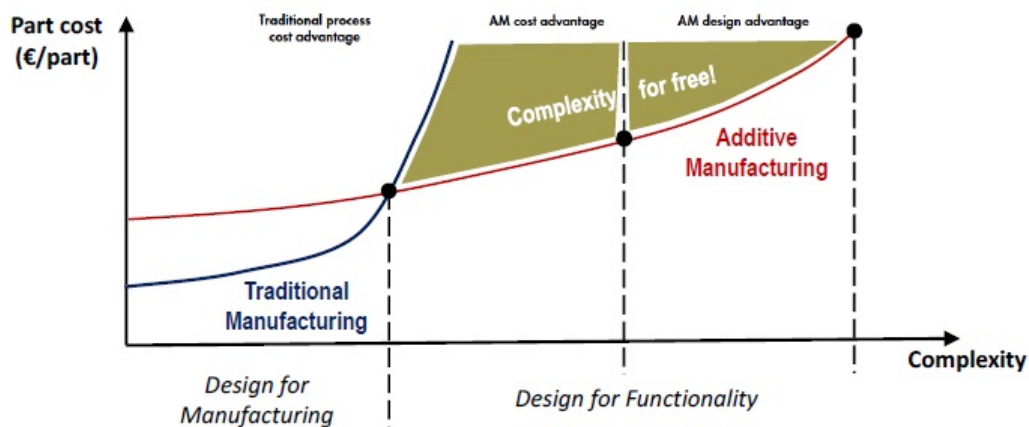 Part cost
(€/part)
Traditional process
cost advantage
AM cost advantage
AM design advantage
Complexity
for free!
Additive
Manufacturing
Traditional
Manufacturing
Complexity
Design for
Manufacturing
Design for Functionality